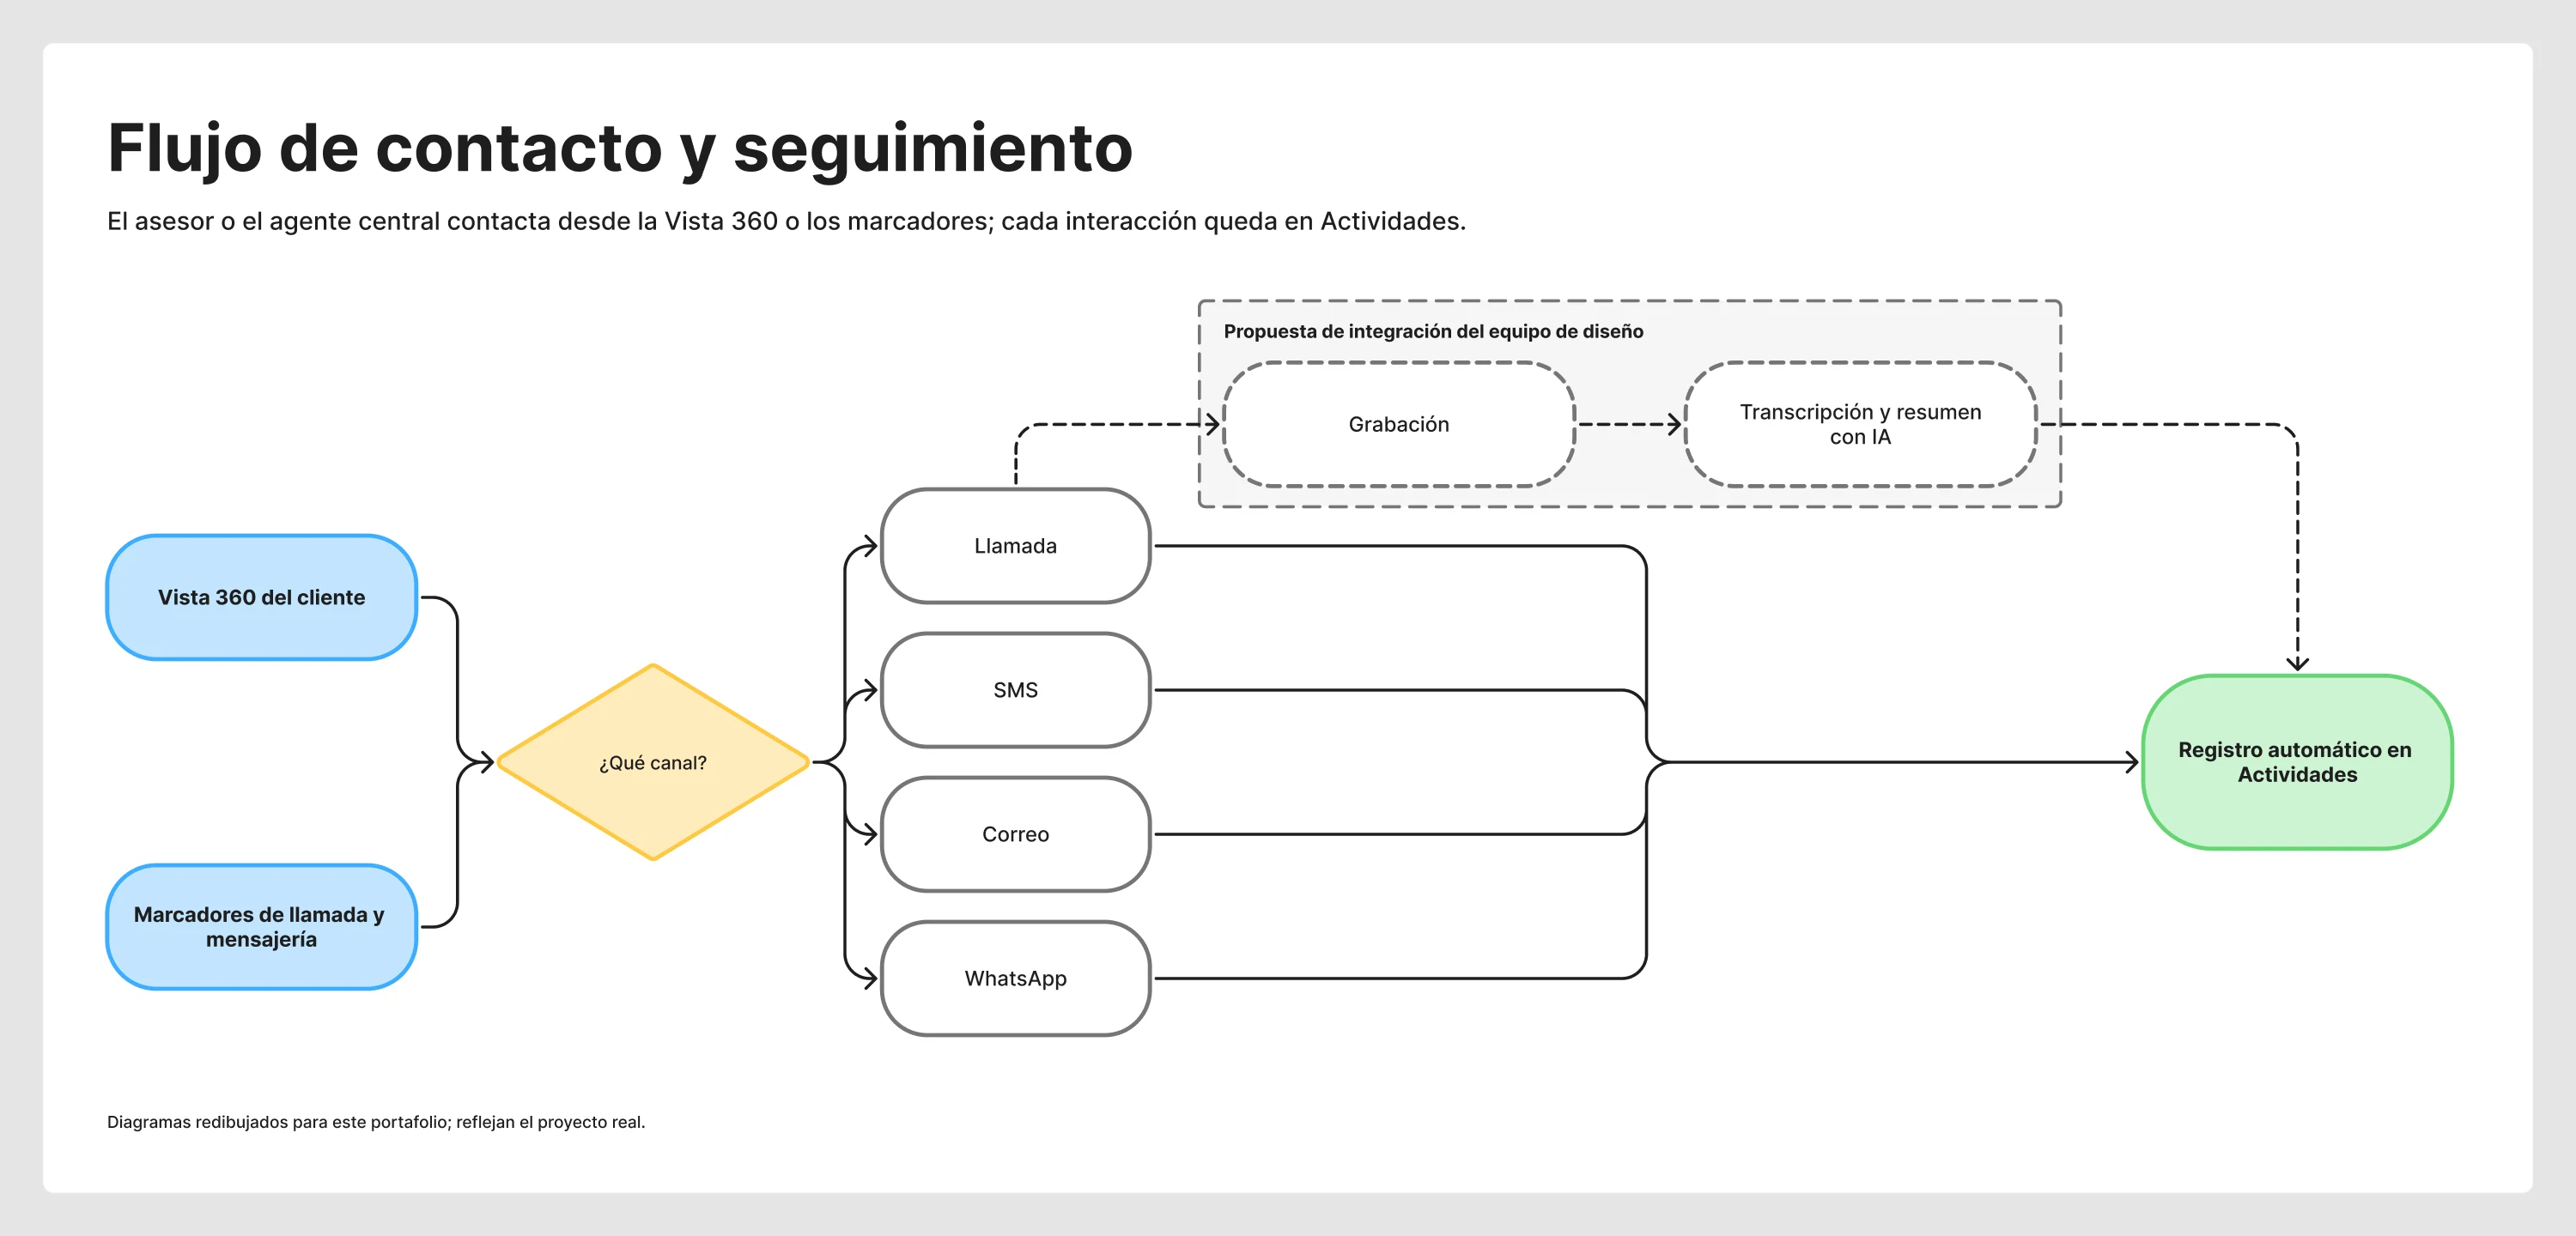 Flujo de contacto y seguimiento
El asesor o el agente central contacta desde la Vista 360 o los marcadores; cada interacción queda en Actividades.
Propuesta de integración del equipo de diseño
Grabación
Transcripción y resumen
con IA
Llamada
Vista 360 del cliente
SMS
¿Qué canal?
Registro automático en
Actividades
Correo
Marcadores de llamada y
mensajería
WhatsApp
Diagramas redibujados para este portafolio; reflejan el proyecto real.